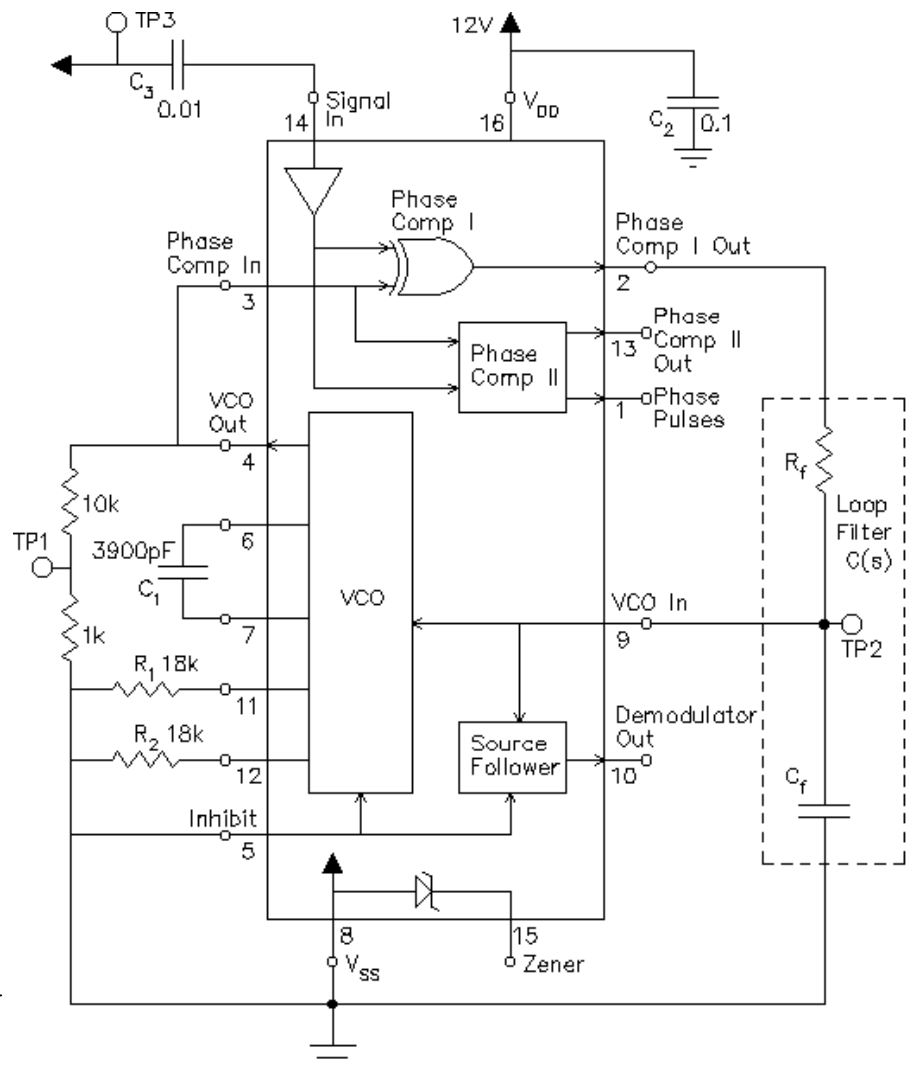 TP3
12V
C3
0.01
Signal
In
14
16
VDD
C2
0.1
Phase
Comp I
Phase
Comp In
3
Phase
Comp I Out
2
Phase
Comp II
Phase
Comp II
Out
13
Phase
Pulses
1
VCO
Out
4
10k
TP1
3900pF
C1
6
7
1k
VCO
Rf
Loop
Filter
C(s)
VCO In
9
TP2
R1 18k
11
R2 18k
12
Source
Follower
Demodulator
Out
10
Cf
Inhibit
5
8
VSS
15
Zener